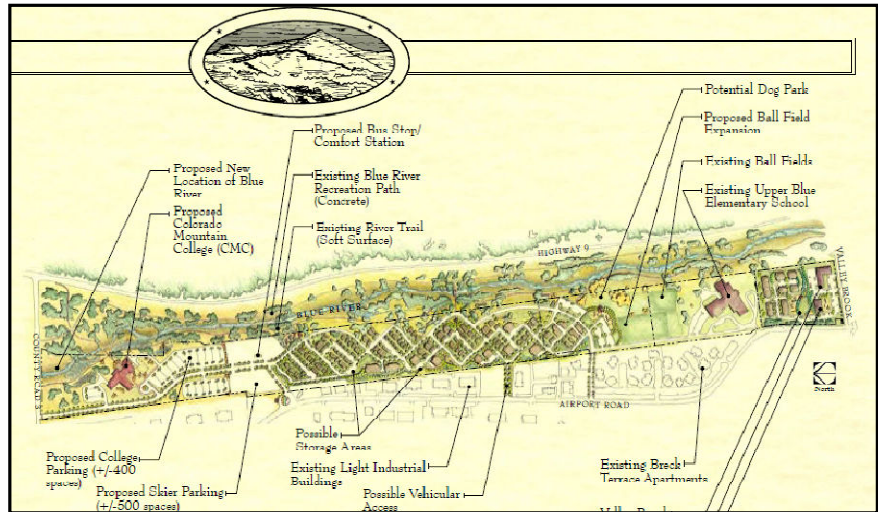 Potential Dog Park
Proposed Ball Field
Expansion
Proposed Bus Stop/
Comfort Station
Existing Ball Fields
Proposed New
Location of Blue
River
Existing Blue River
Recreation Path
(Concrete)
Existing Upper Blue
Elementary School
Proposed
Colorado
Mountain
College (CMC)
Existing River Trail
(Soft Surface)
HIGHWAY 9
VALLEY BROOK
BLUE RIVER
COUNTY ROAD 3
North
AIRPORT ROAD
Possible
Storage Areas
Proposed College
Parking (+/-400
spaces)
Existing Light Industrial
Buildings
Existing Breck
Terrace Apartments
Proposed Skier Parking
(+/-500 spaces)
Possible Vehicular
Access